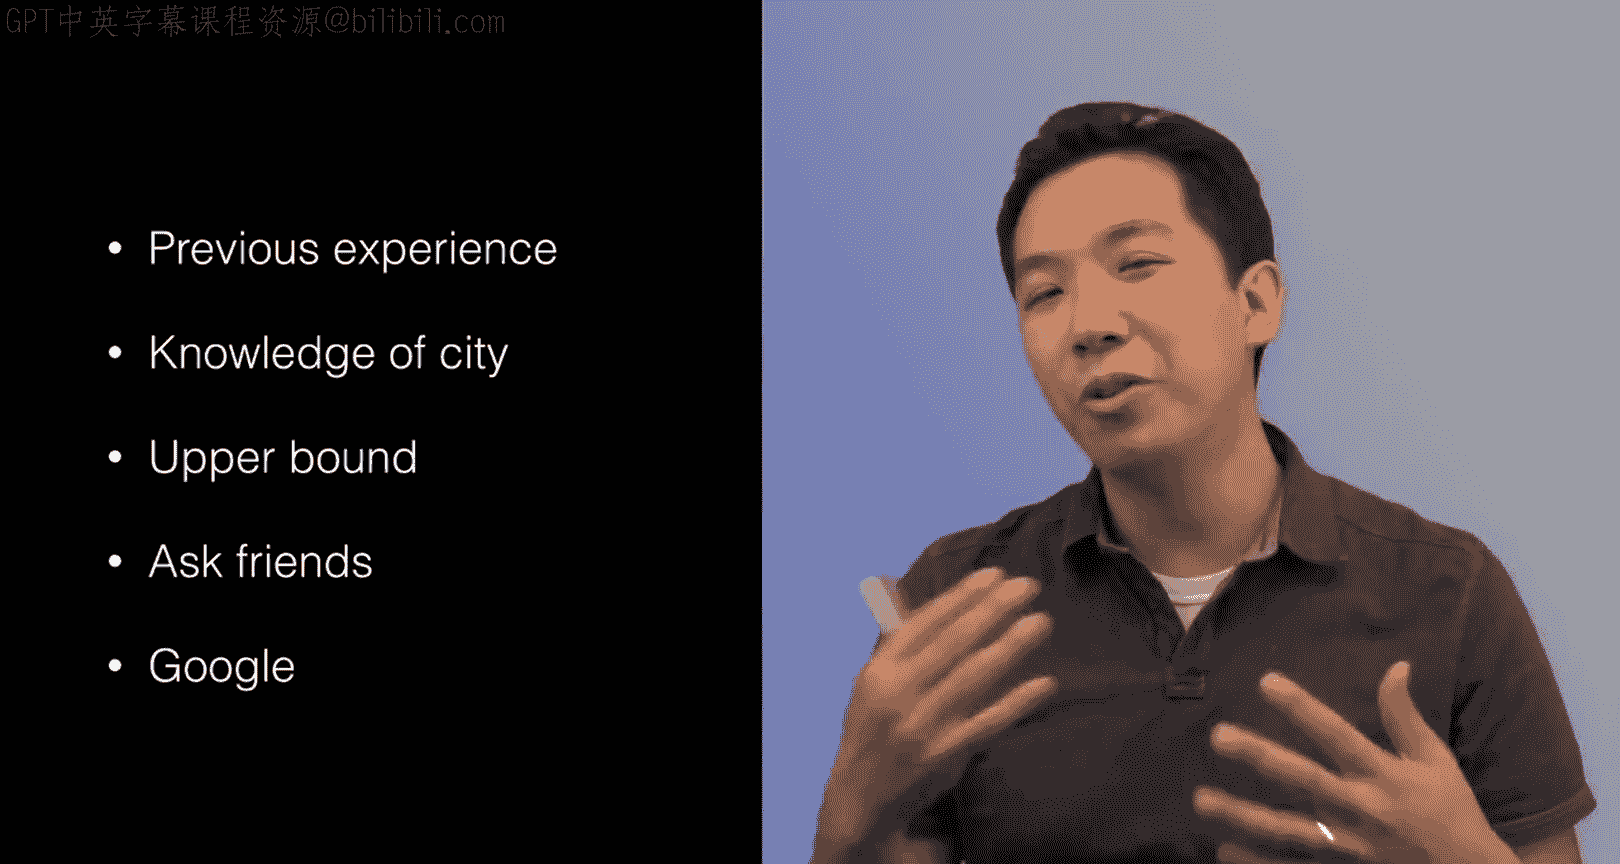 GPT中英字幕课程资源@bilibili.com
• Previous experience
• Knowledge of city
• Upper bound
• Ask friends
• Google